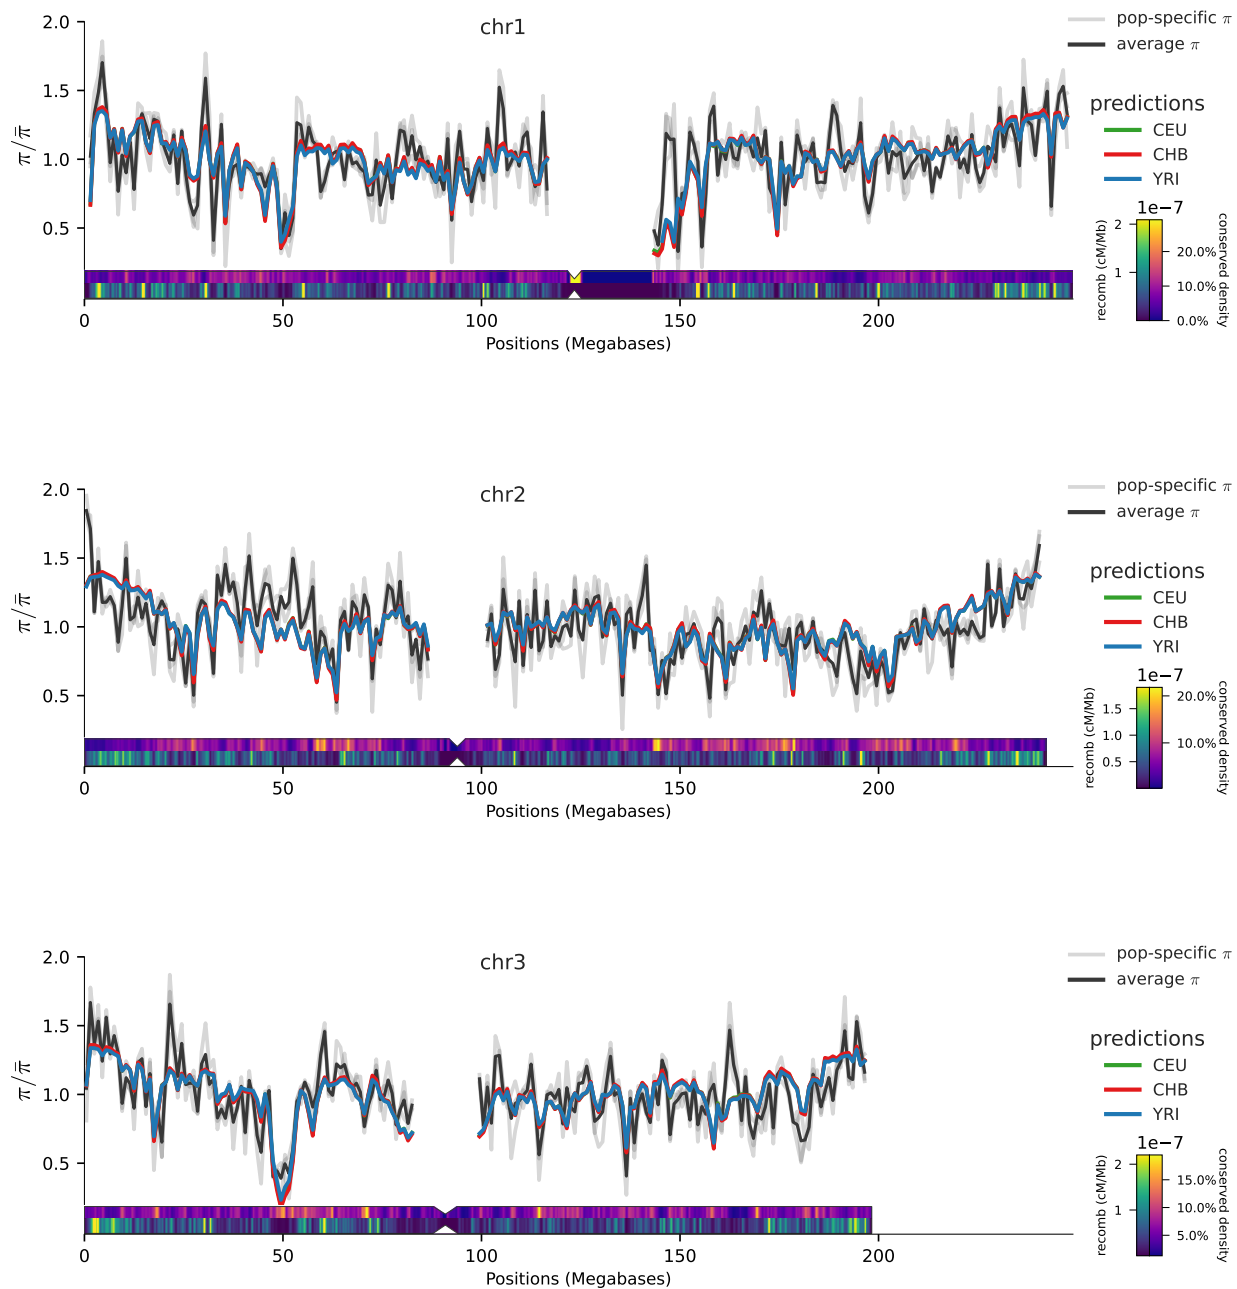 chr1
2.0
1.5
1.0
0.5
π/π̄
0
50
100
150
200
Positions (Megabases)
pop-specific π
average π
predictions
CEU
CHB
YRI
1e−7
2
1
recomb (cM/Mb)
20.0%
10.0%
0.0%
conserved density
chr2
2.0
1.5
1.0
0.5
π/π̄
0
50
100
150
200
Positions (Megabases)
pop-specific π
average π
predictions
CEU
CHB
YRI
1e−7
1.5
1.0
0.5
recomb (cM/Mb)
20.0%
10.0%
conserved density
chr3
2.0
1.5
1.0
0.5
π/π̄
0
50
100
150
200
Positions (Megabases)
pop-specific π
average π
predictions
CEU
CHB
YRI
1e−7
2
1
recomb (cM/Mb)
15.0%
10.0%
5.0%
conserved density